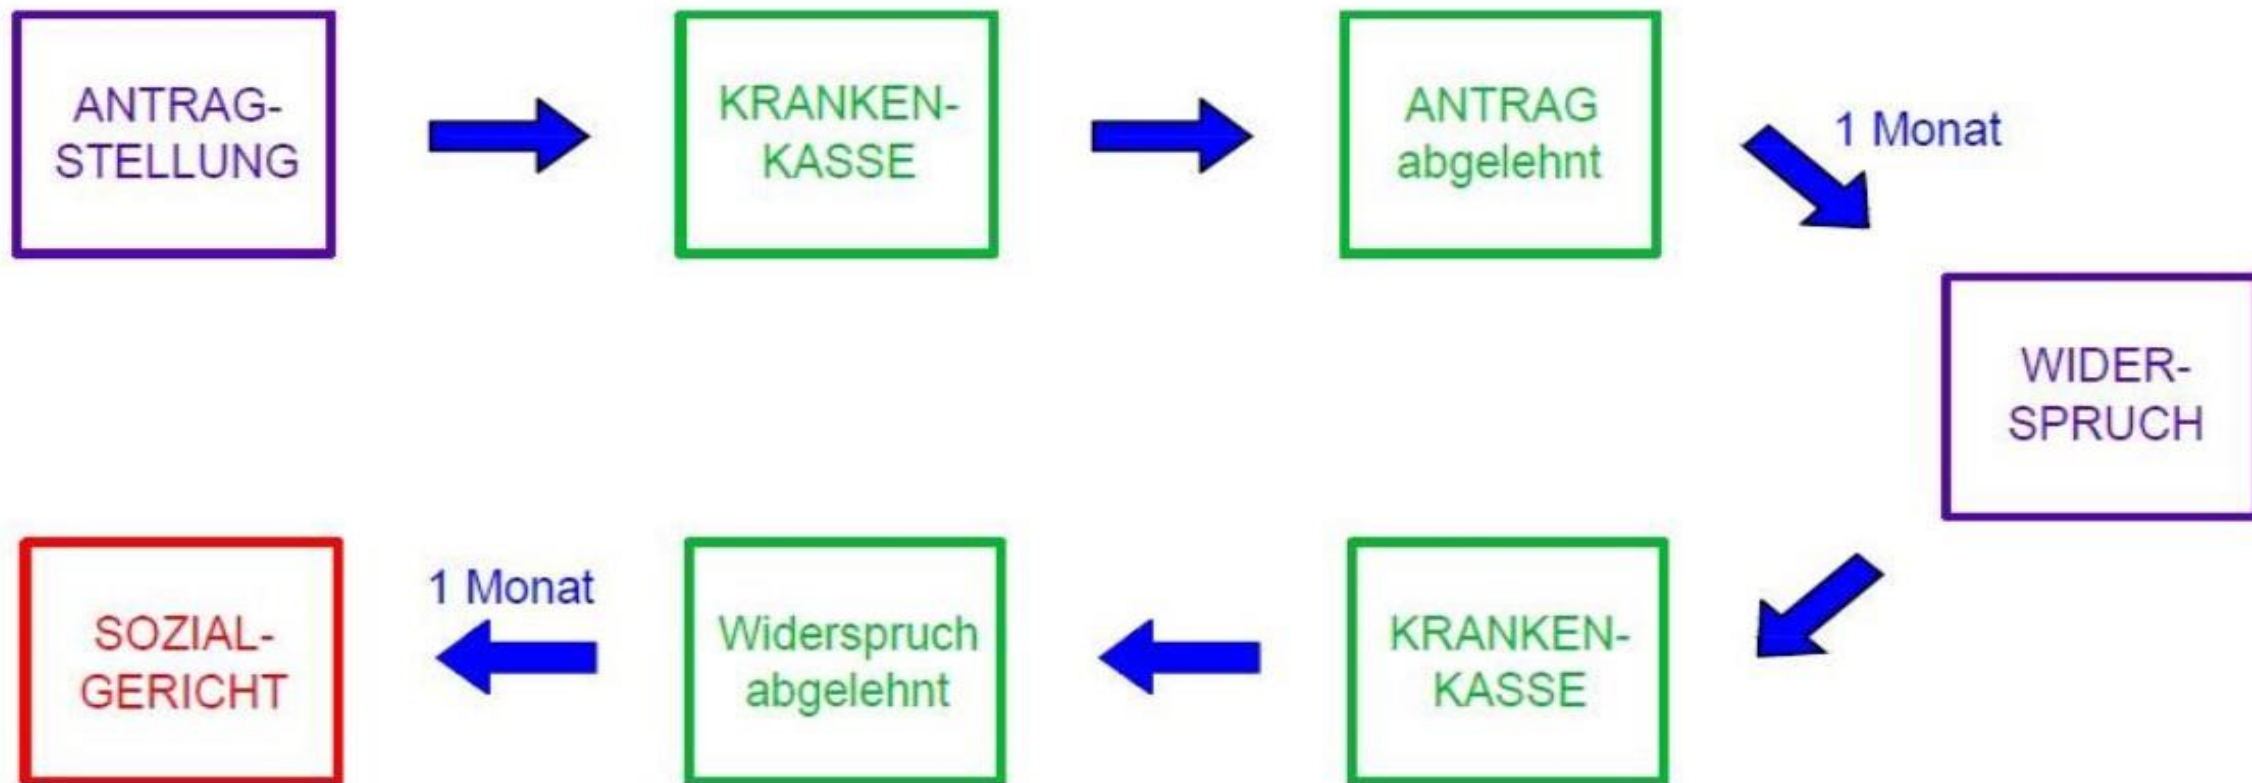 ANTRAG-
STELLUNG
KRANKEN-
KASSE
ANTRAG
abgelehnt
1 Monat
WIDER-
SPRUCH
KRANKEN-
KASSE
Widerspruch
abgelehnt
1 Monat
SOZIAL-
GERICHT